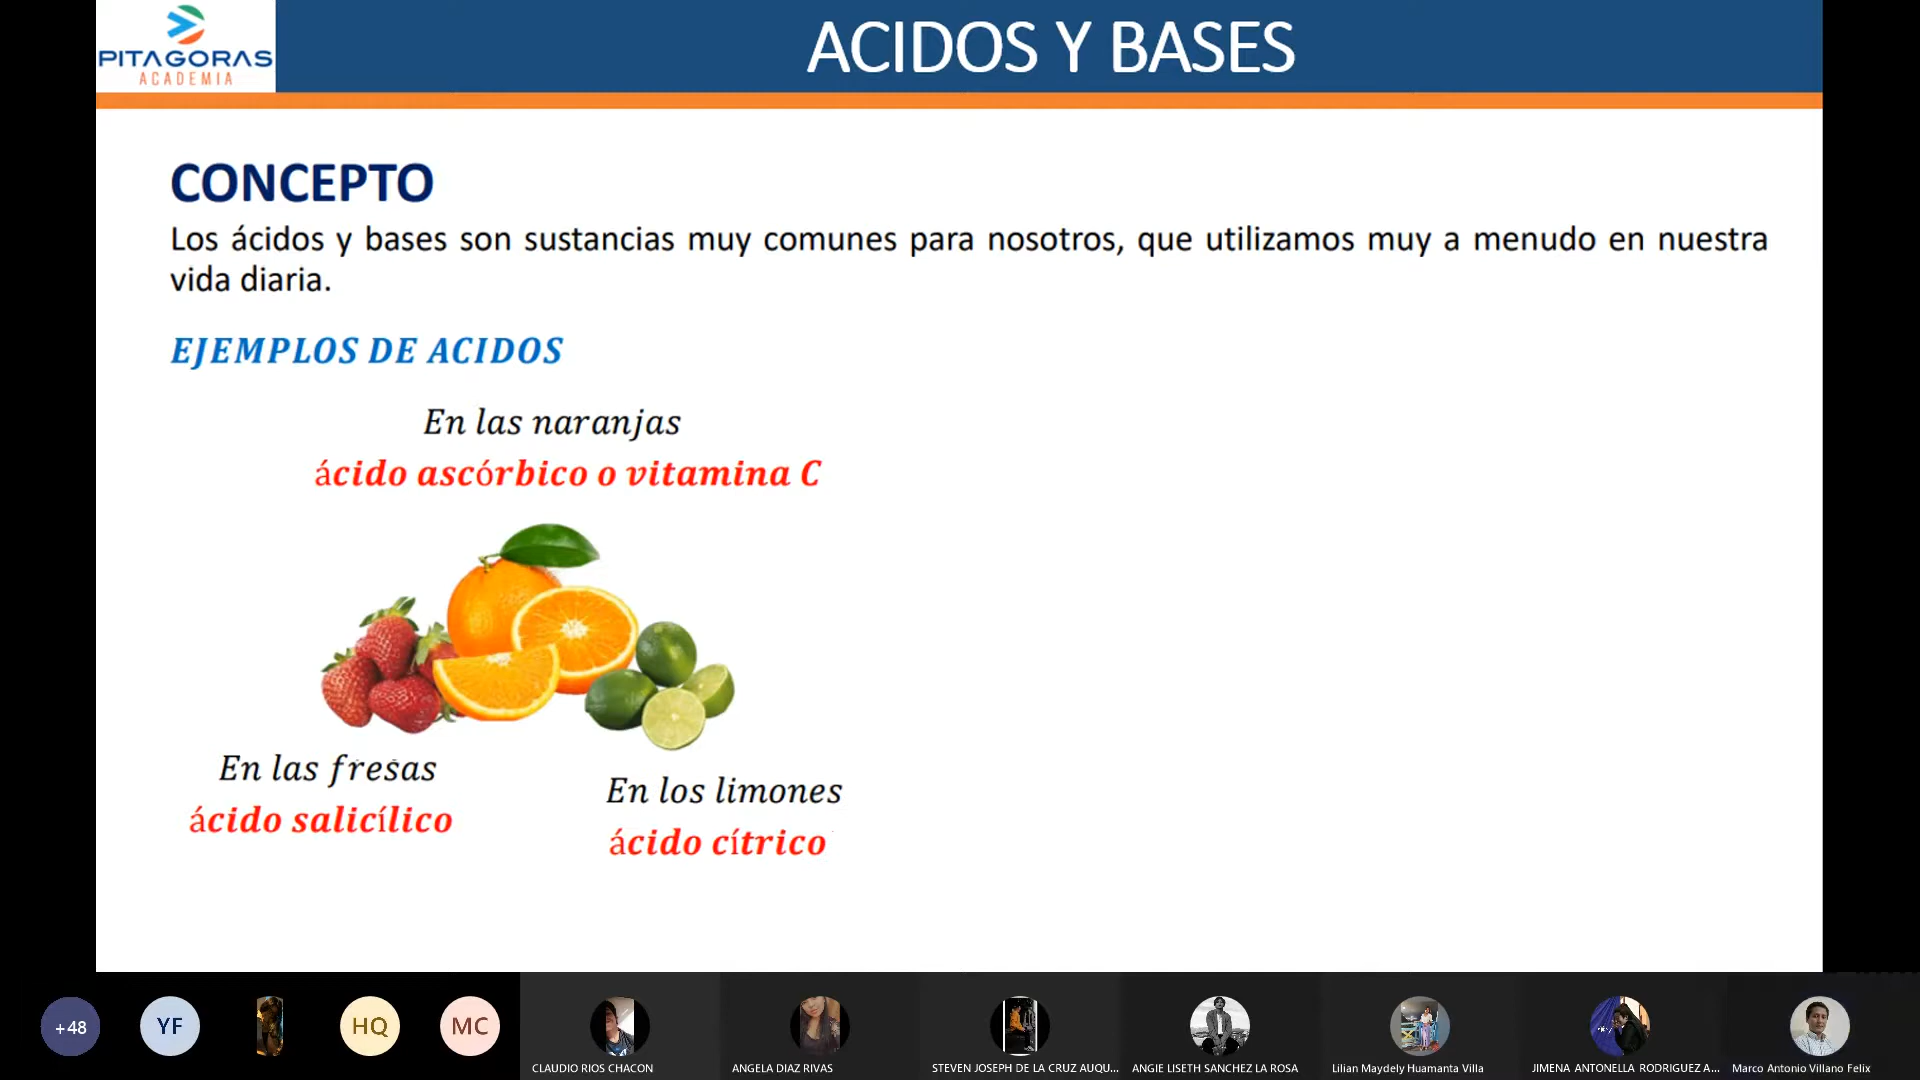 PITAGORAS
ACADEMIA
ACIDOS Y BASES
CONCEPTO
Los ácidos y bases son sustancias muy comunes para nosotros, que utilizamos muy a menudo en nuestra
vida diaria.
EJEMPLOS DE ACIDOS
En las naranjas
ácido ascórbico o vitamina C
En las fresas
ácido salicílico
En los limones
ácido cítrico
+48
YF
HQ
MC
CLAUDIO RIOS CHACON
ANGELA DIAZ RIVAS
STEVEN JOSEPH DE LA CRUZ AUQU...
ANGIE LISETH SANCHEZ LA ROSA
Lilian Maydely Huamanta Villa
JIMENA ANTONELLA RODRIGUEZ A...
Marco Antonio Villano Felix